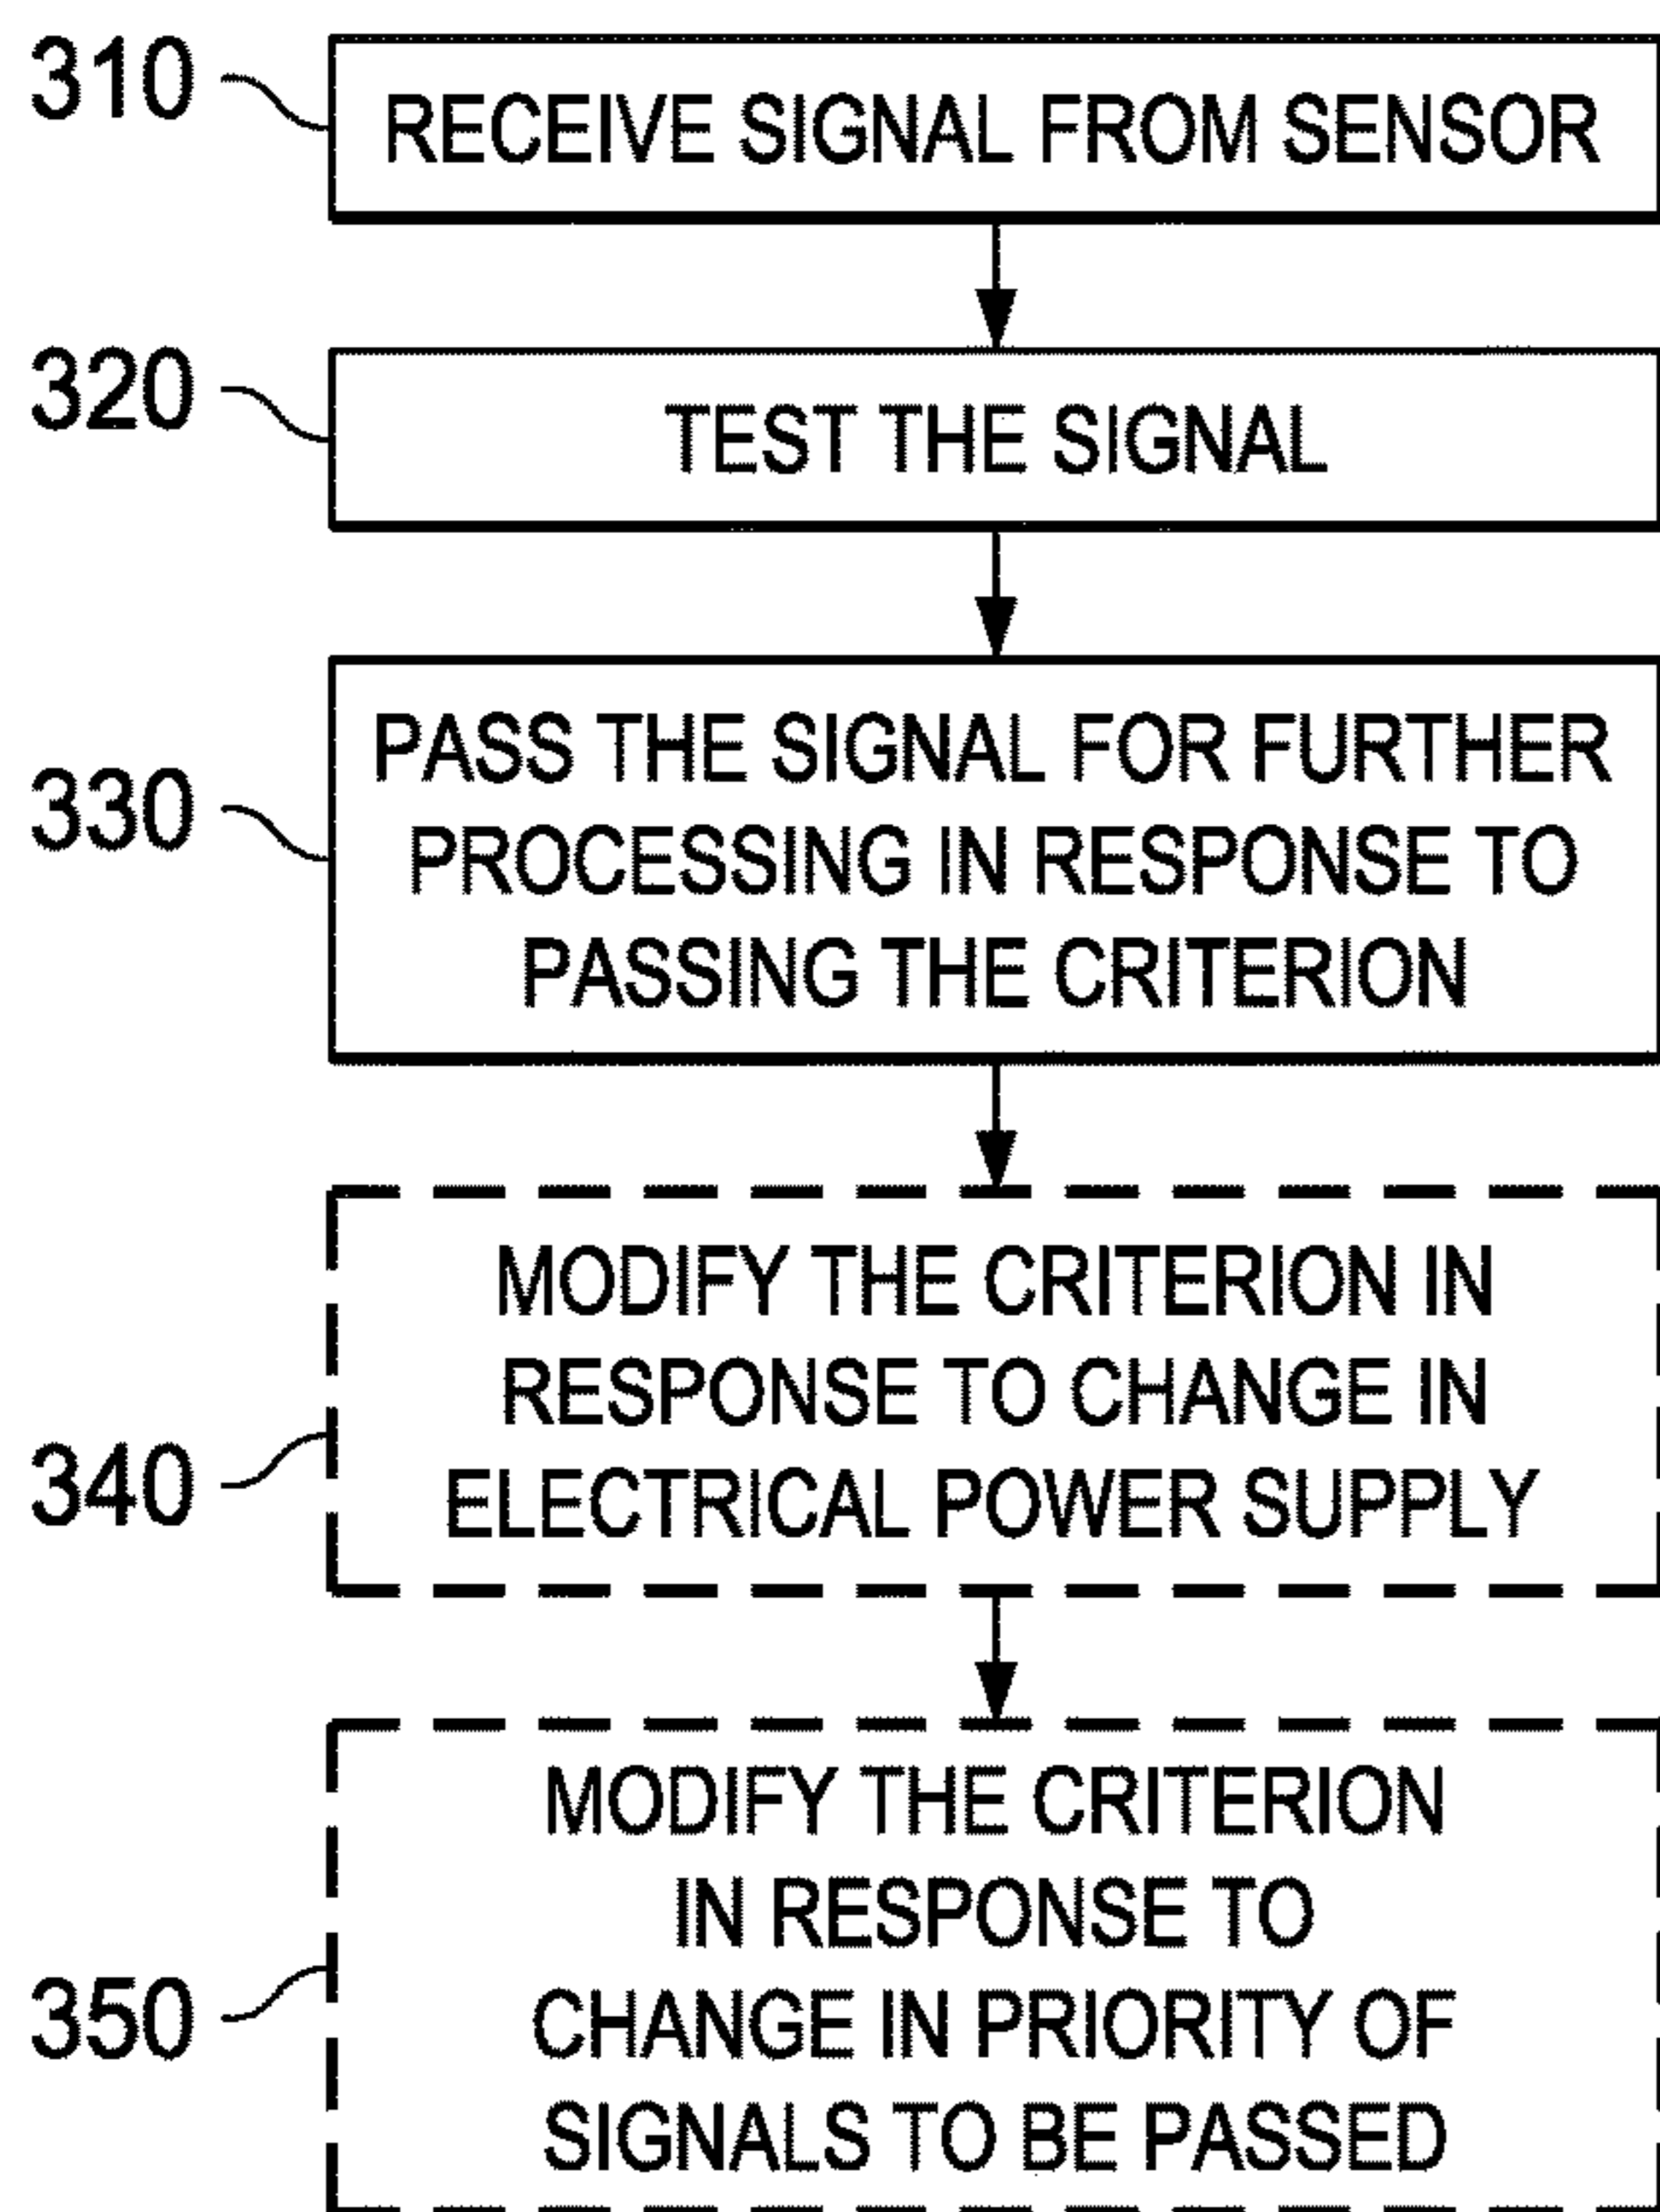 310
RECEIVE SIGNAL FROM SENSOR
320
TEST THE SIGNAL
330
PASS THE SIGNAL FOR FURTHER
PROCESSING IN RESPONSE TO
PASSING THE CRITERION
340
MODIFY THE CRITERION IN
RESPONSE TO CHANGE IN
ELECTRICAL POWER SUPPLY
350
MODIFY THE CRITERION
IN RESPONSE TO
CHANGE IN PRIORITY OF
SIGNALS TO BE PASSED